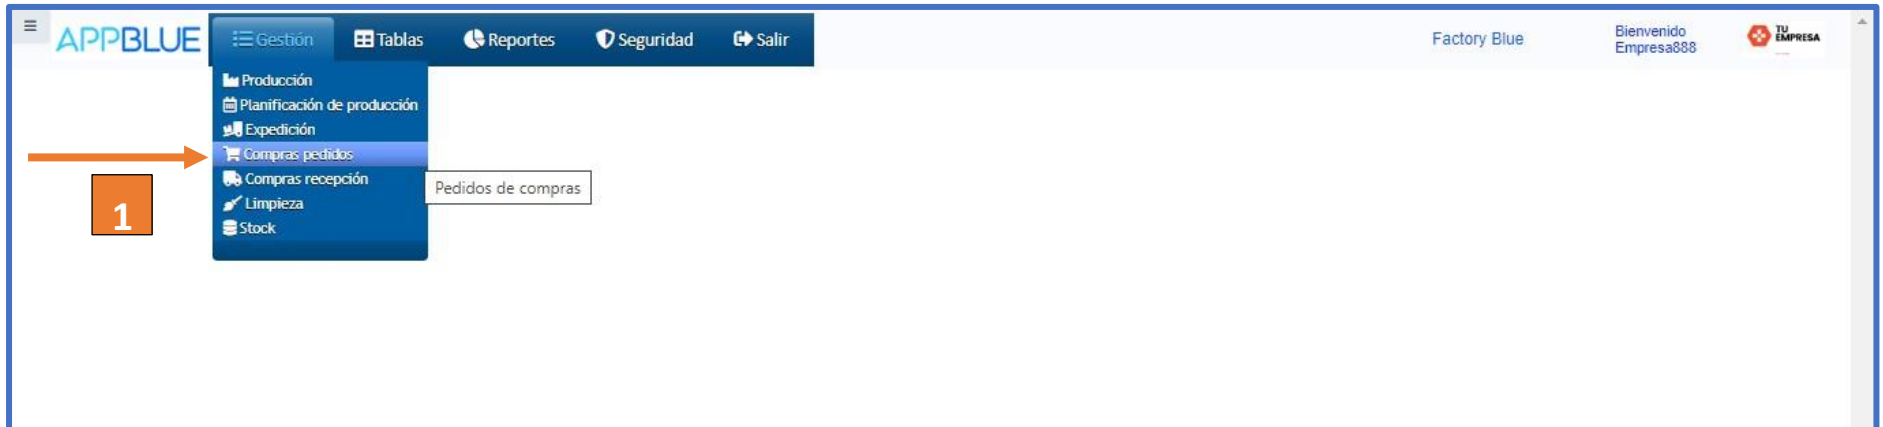 APPBLUE Gestión Tablas Reportes Seguridad Salir Factory Blue Bienvenido Empresa888 TU EMPRESA
Producción
Planificación de producción
Expedición
Compras pedidos
Compras recepción
Pedidos de compras
Limpieza
1
Stock